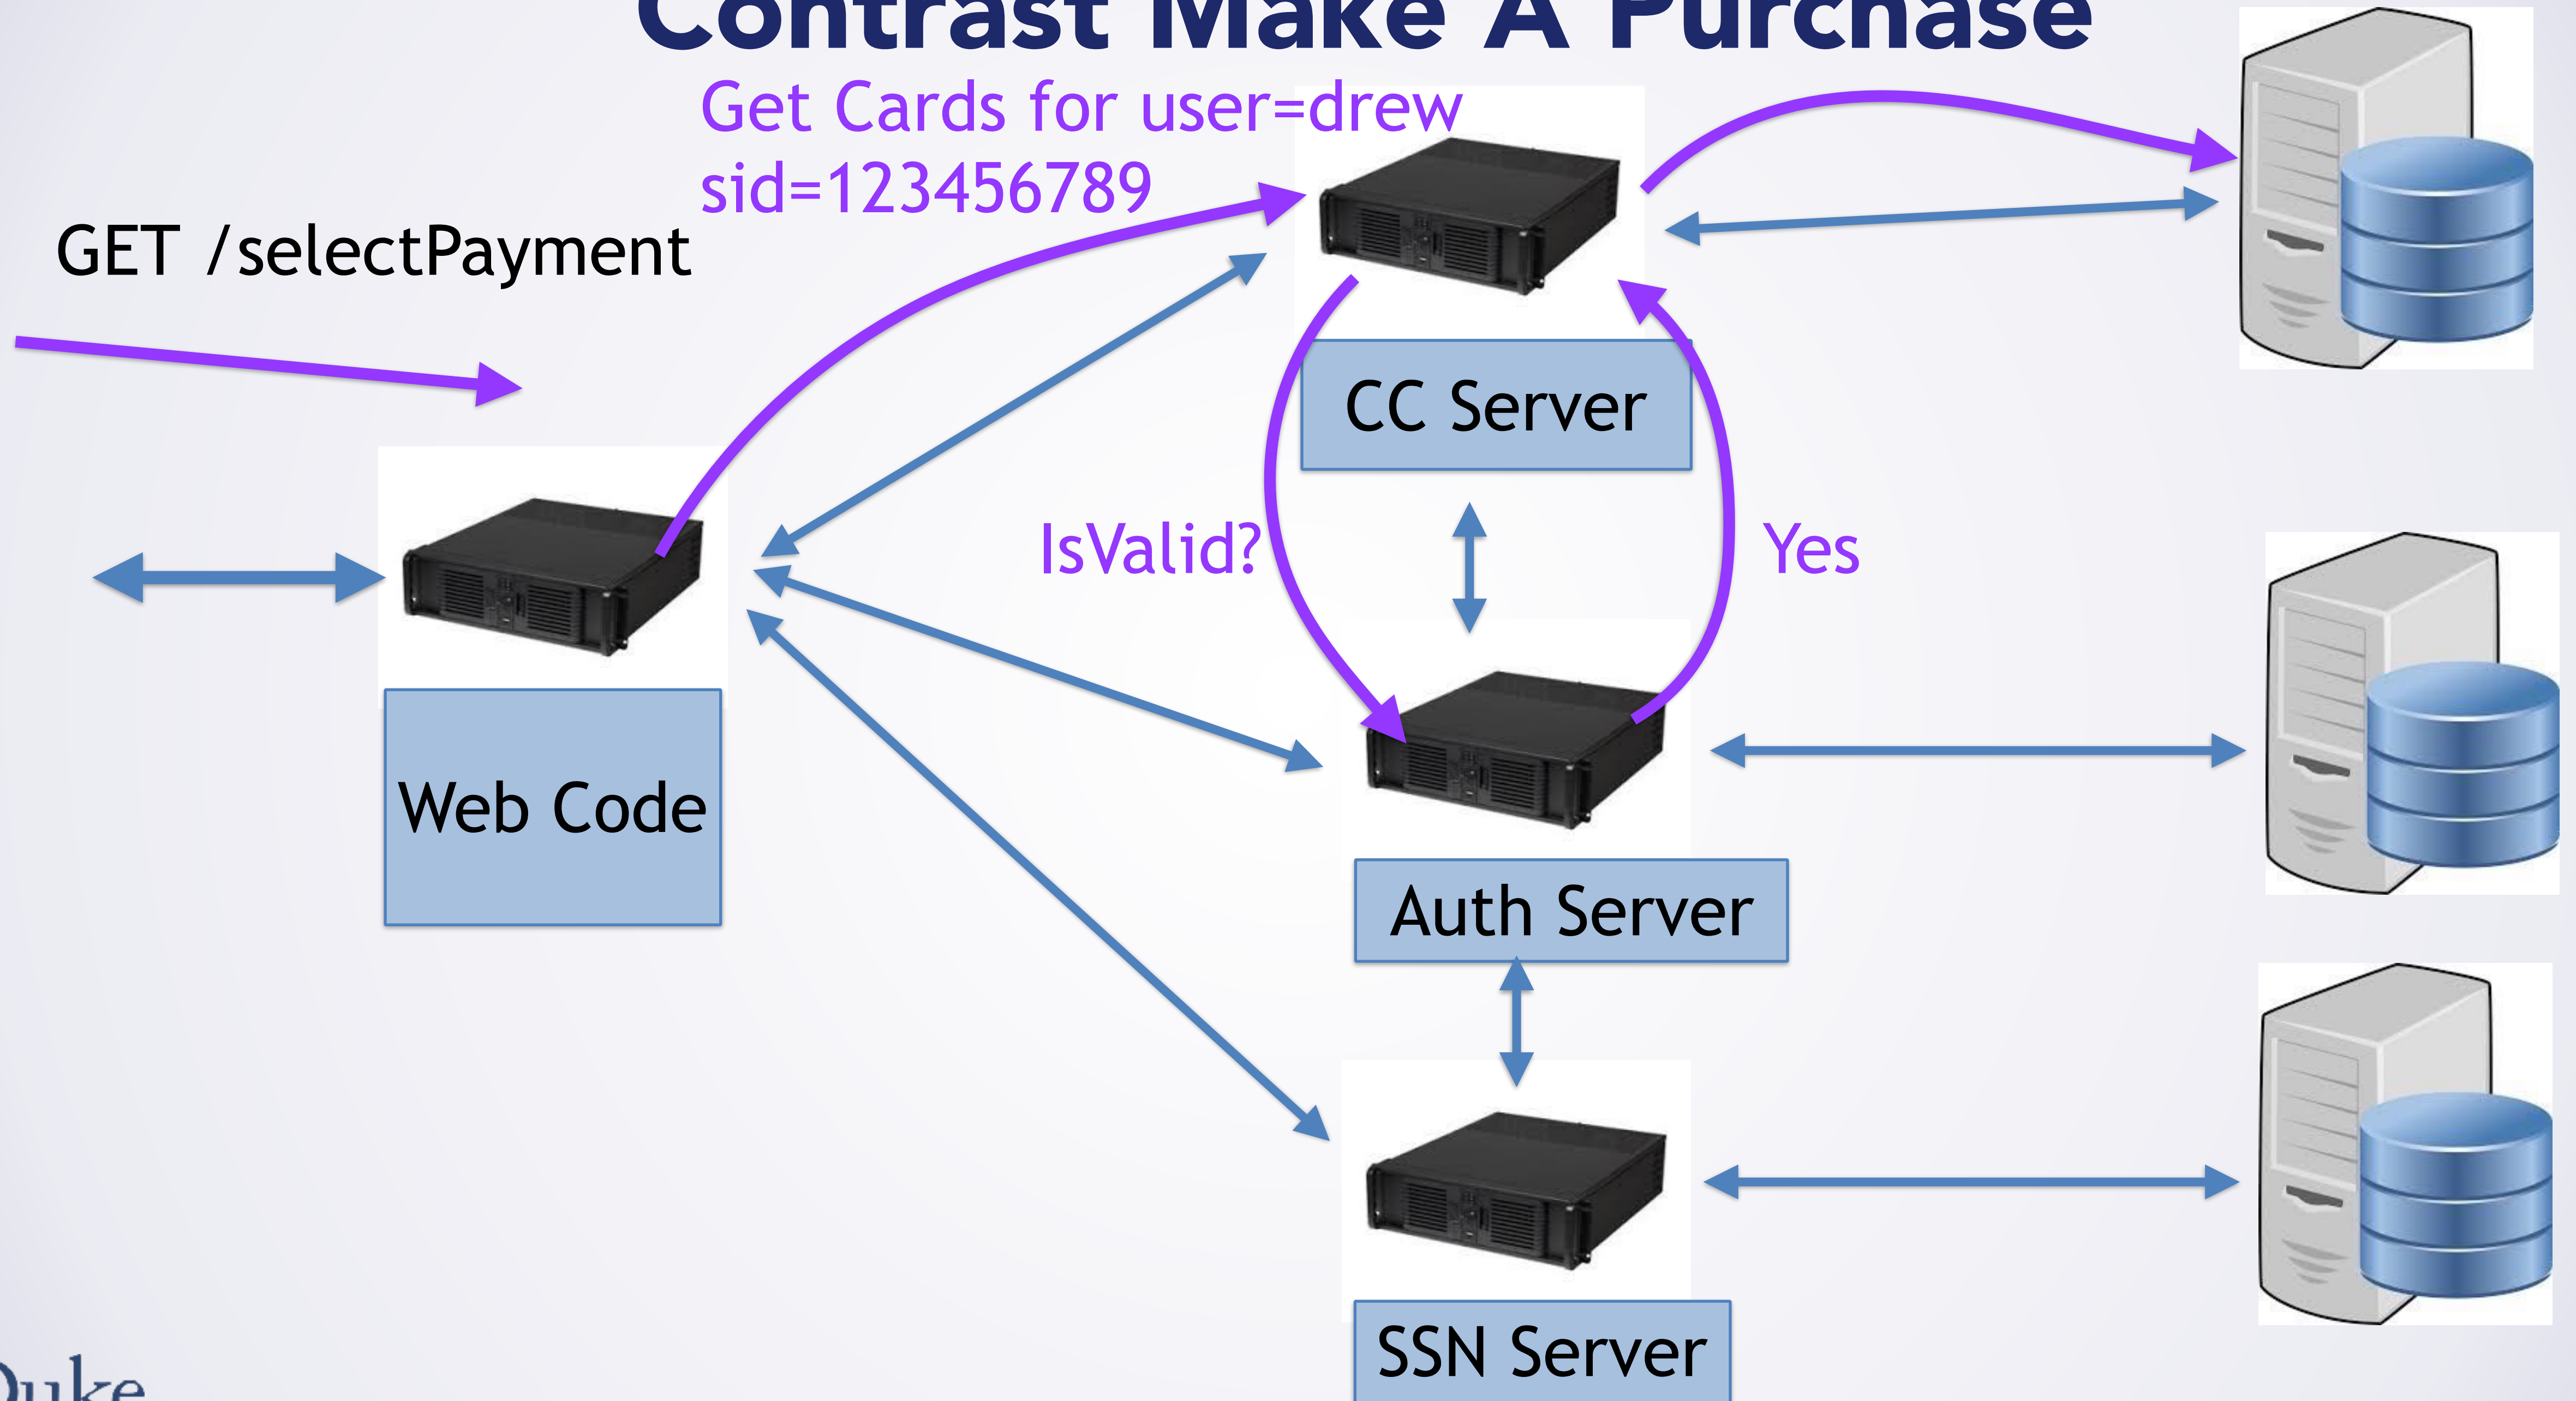 Contrast Make A Purchase
Get Cards for user=drew
sid=123456789
GET /selectPayment
CC Server
IsValid?
Yes
Web Code
Auth Server
SSN Server
Duke